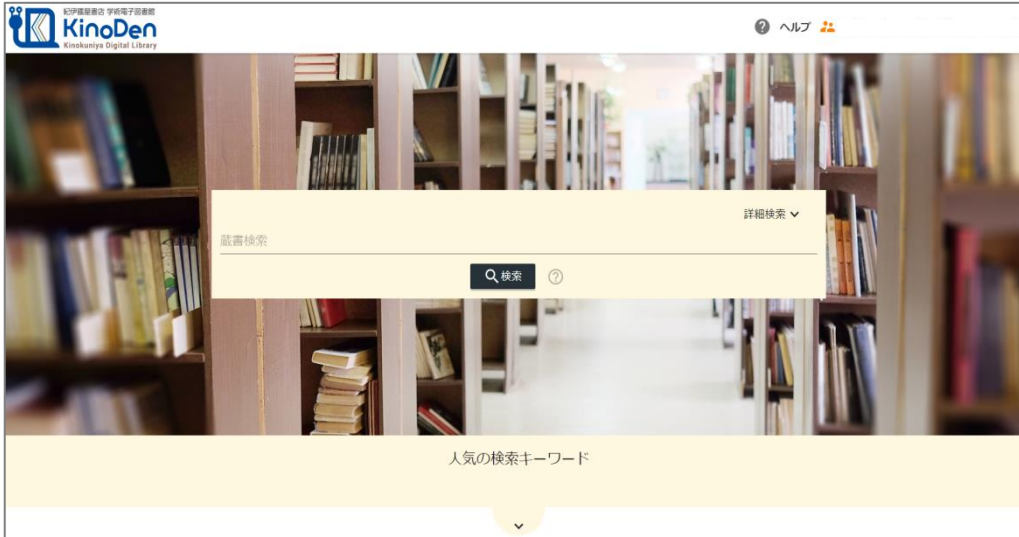 紀伊國屋書店 学術電子図書館
KinoDen
Kinokuniya Digital Library
ヘルプ
詳細検索
蔵書検索
検索
人気の検索キーワード